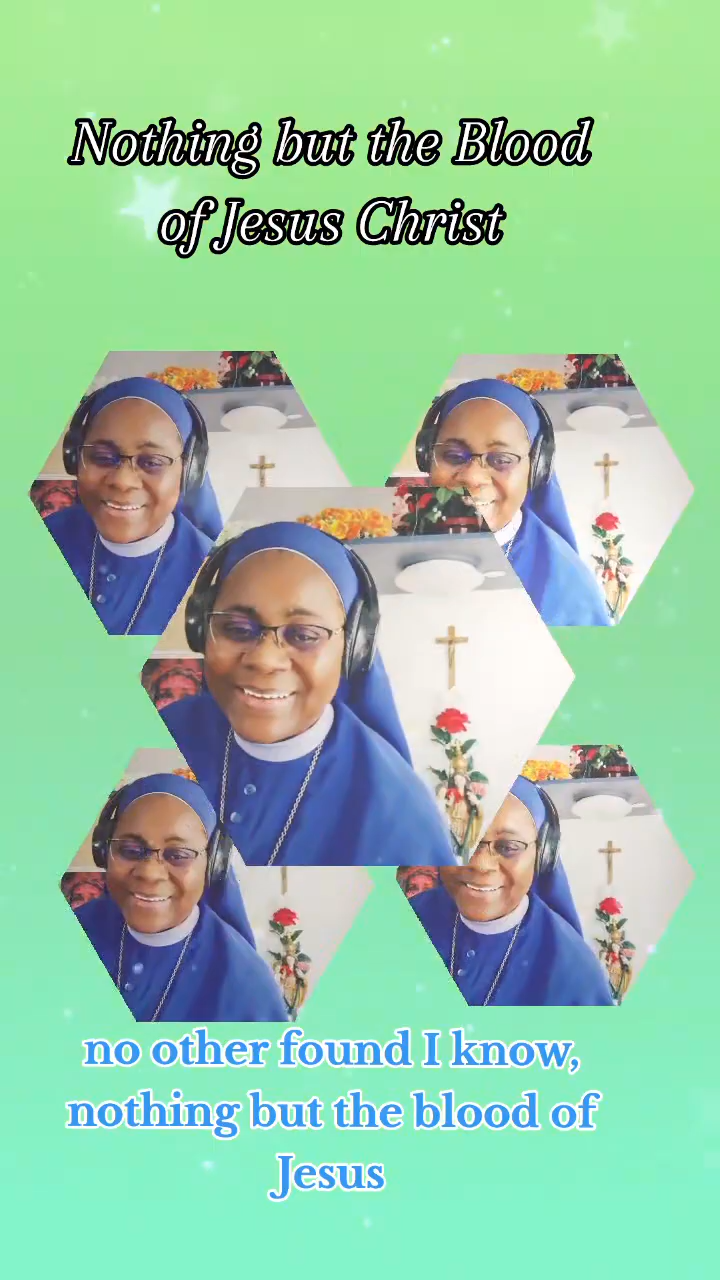 Nothing but the Blood
of Jesus Christ
no other found I know,
nothing but the blood of
Jesus